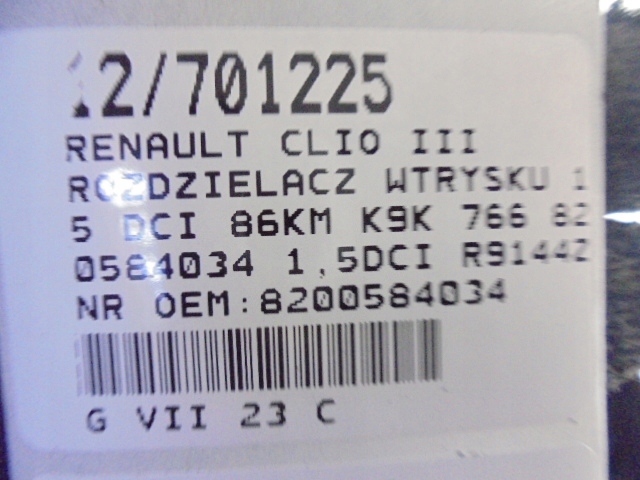 12/701225
RENAULT CLIO III
ROZDZIELACZ WTRYSKU 1
5 DCI 86KM K9K 766 82
0584034 1,5DCI R9144Z
NR OEM:8200584034
G VII 23 C